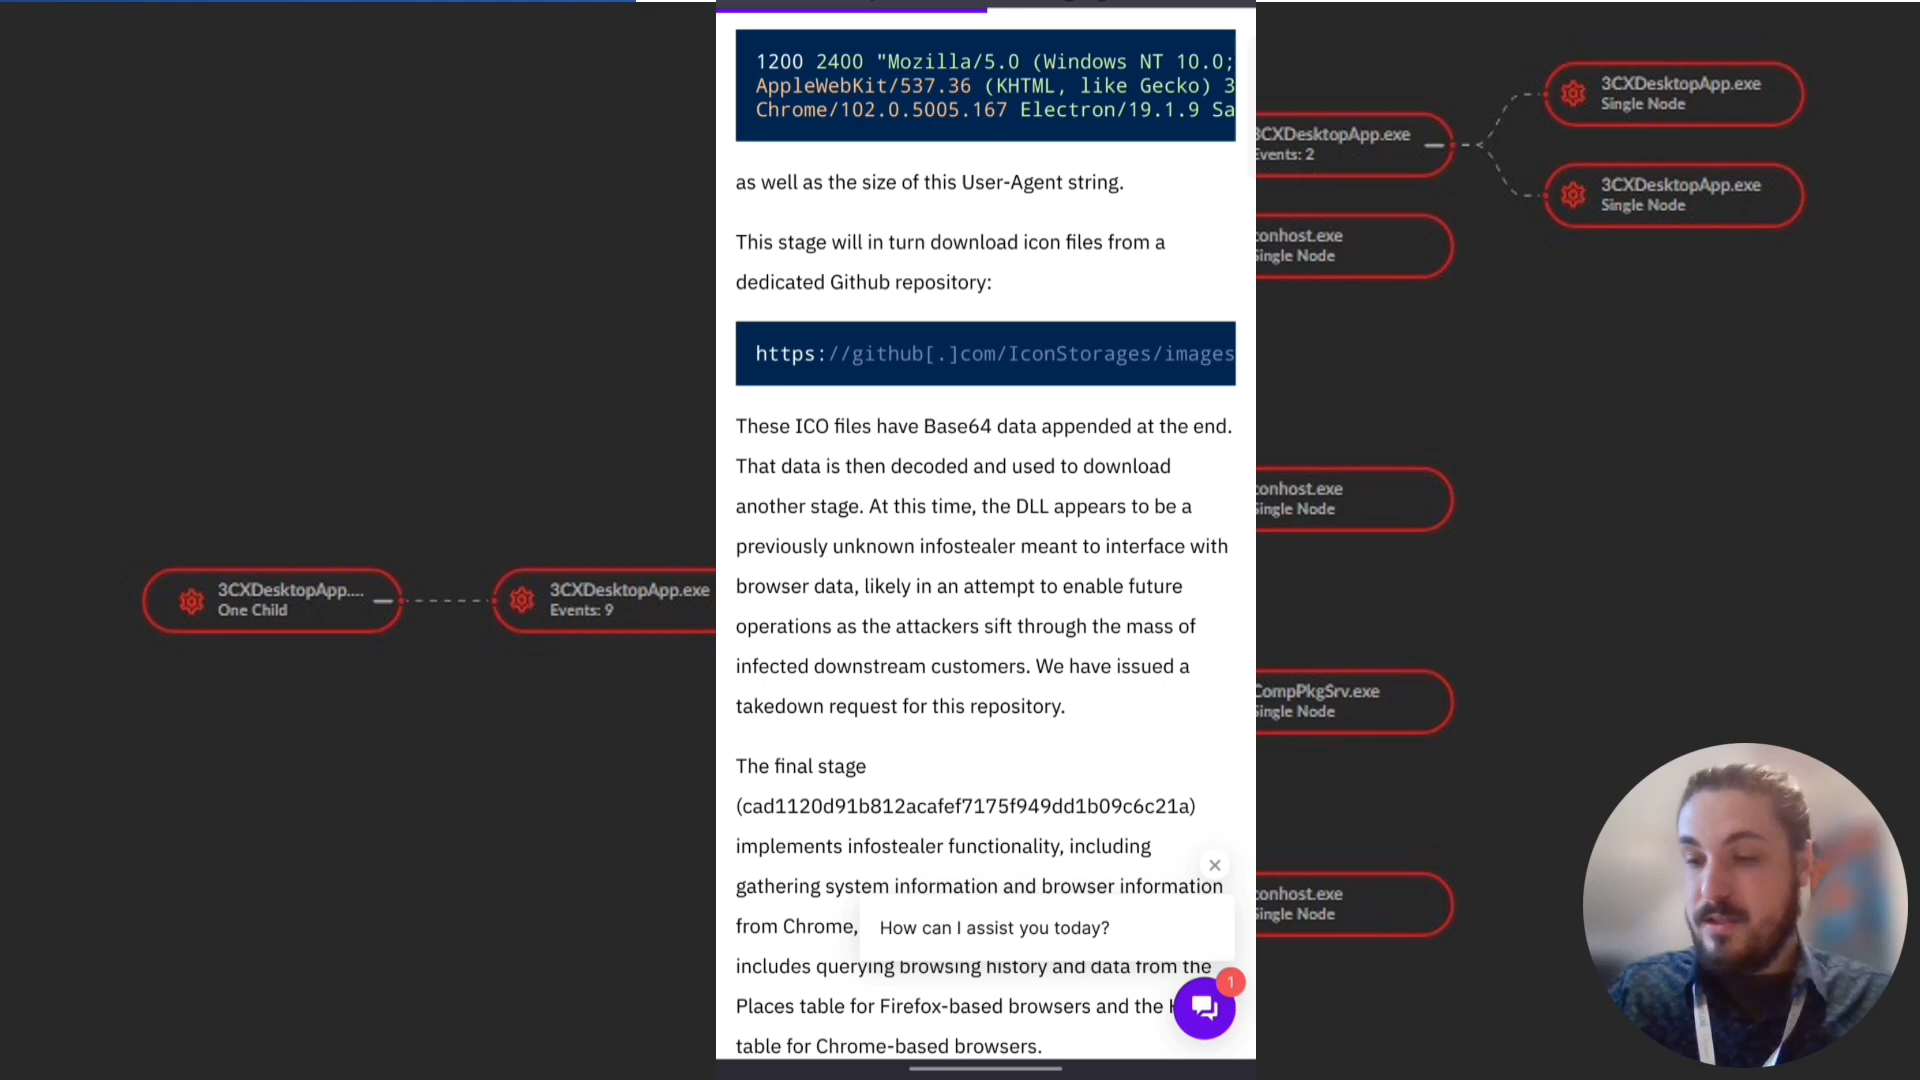 1200 2400 "Mozilla/5.0 (Windows NT 10.0;
AppleWebKit/537.36 (KHTML, like Gecko) 3
Chrome/102.0.5005.167 Electron/19.1.9 Sa
as well as the size of this User-Agent string.
This stage will in turn download icon files from a
dedicated Github repository:
https://github[.]com/IconStorages/images
These ICO files have Base64 data appended at the end.
That data is then decoded and used to download
another stage. At this time, the DLL appears to be a
previously unknown infostealer meant to interface with
browser data, likely in an attempt to enable future
operations as the attackers sift through the mass of
infected downstream customers. We have issued a
takedown request for this repository.
The final stage
(cad1120d91b812acafef7175f949dd1b09c6c21a)
implements infostealer functionality, including
gathering system information and browser information
from Chrome,
How can I assist you today?
includes querying browsing history and data from the
Places table for Firefox-based browsers and the
table for Chrome-based browsers.
1
3CXDesktopApp....
One Child
3CXDesktopApp.exe
Events: 9
3CXDesktopApp.exe
Events: 2
3CXDesktopApp.exe
Single Node
3CXDesktopApp.exe
Single Node
conhost.exe
Single Node
conhost.exe
Single Node
CompPkgSrv.exe
Single Node
conhost.exe
Single Node